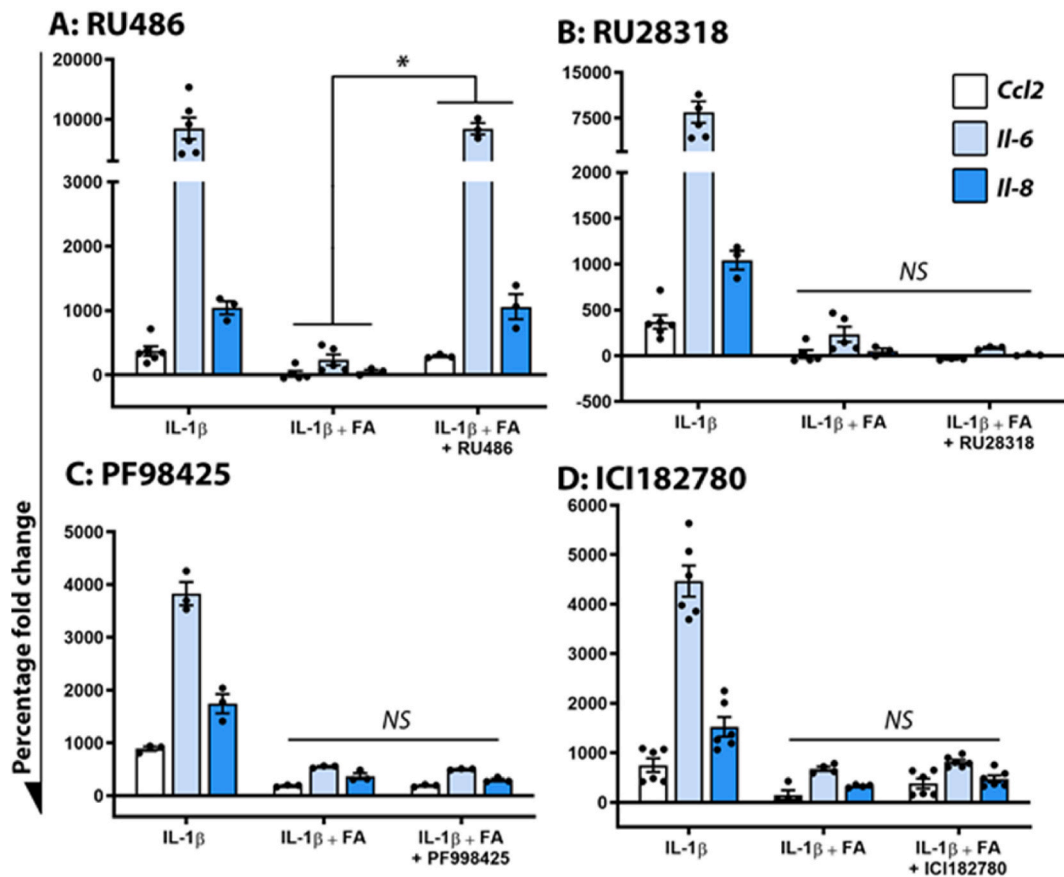 A: RU486
20000
10000
3000
2000
1000
0
*
IL-1β
IL-1β + FA
IL-1β + FA
+ RU486
B: RU28318
15000
7500
2000
1500
1000
500
0
-500
NS
IL-1β
IL-1β + FA
IL-1β + FA
+ RU28318
Ccl2
Il-6
Il-8
C: PF98425
5000
4000
3000
2000
1000
0
NS
IL-1β
IL-1β + FA
IL-1β + FA
+ PF998425
D: ICI182780
6000
5000
4000
3000
2000
1000
0
NS
IL-1β
IL-1β + FA
IL-1β + FA
+ ICI182780
Percentage fold change